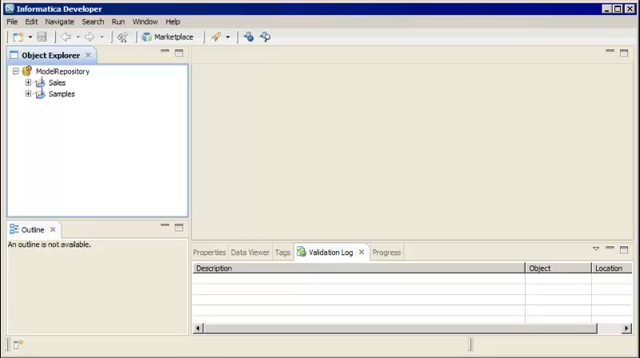 Informatica Developer
File Edit Navigate Search Run Window Help
Marketplace
Object Explorer
ModelRepository
Sales
Samples
Outline
An outline is not available.
Properties Data Viewer Tags Validation Log Progress
Description Object Location